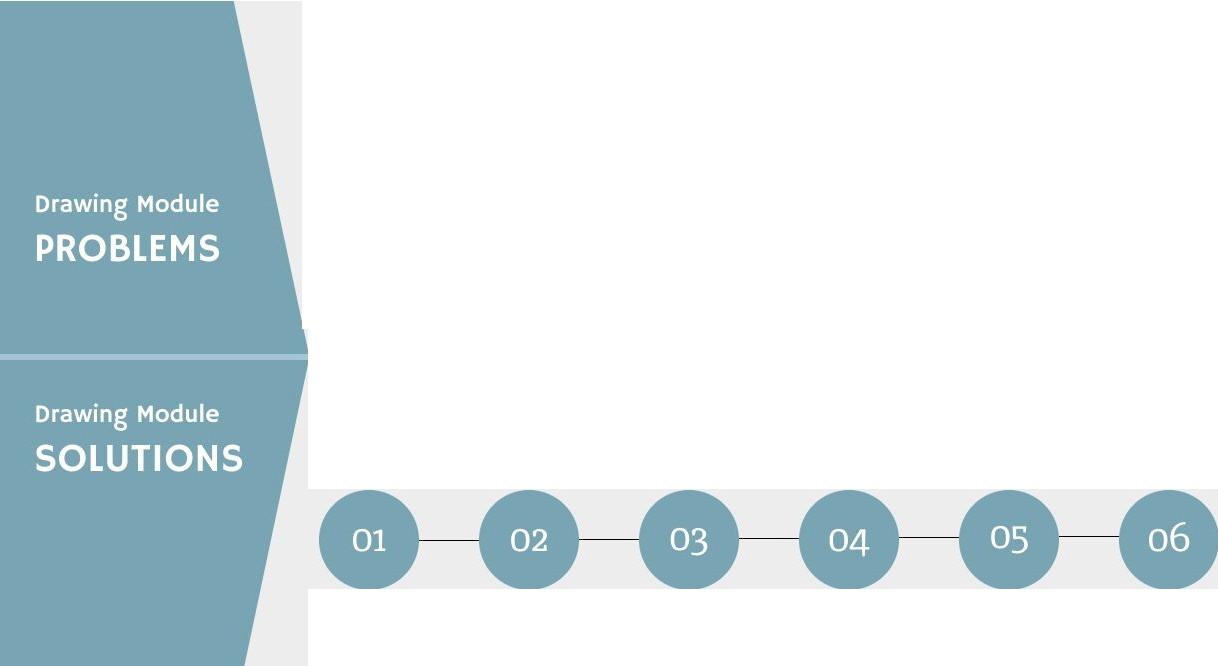 Drawing Module
PROBLEMS
Drawing Module
SOLUTIONS
01 02 03 04 05 06